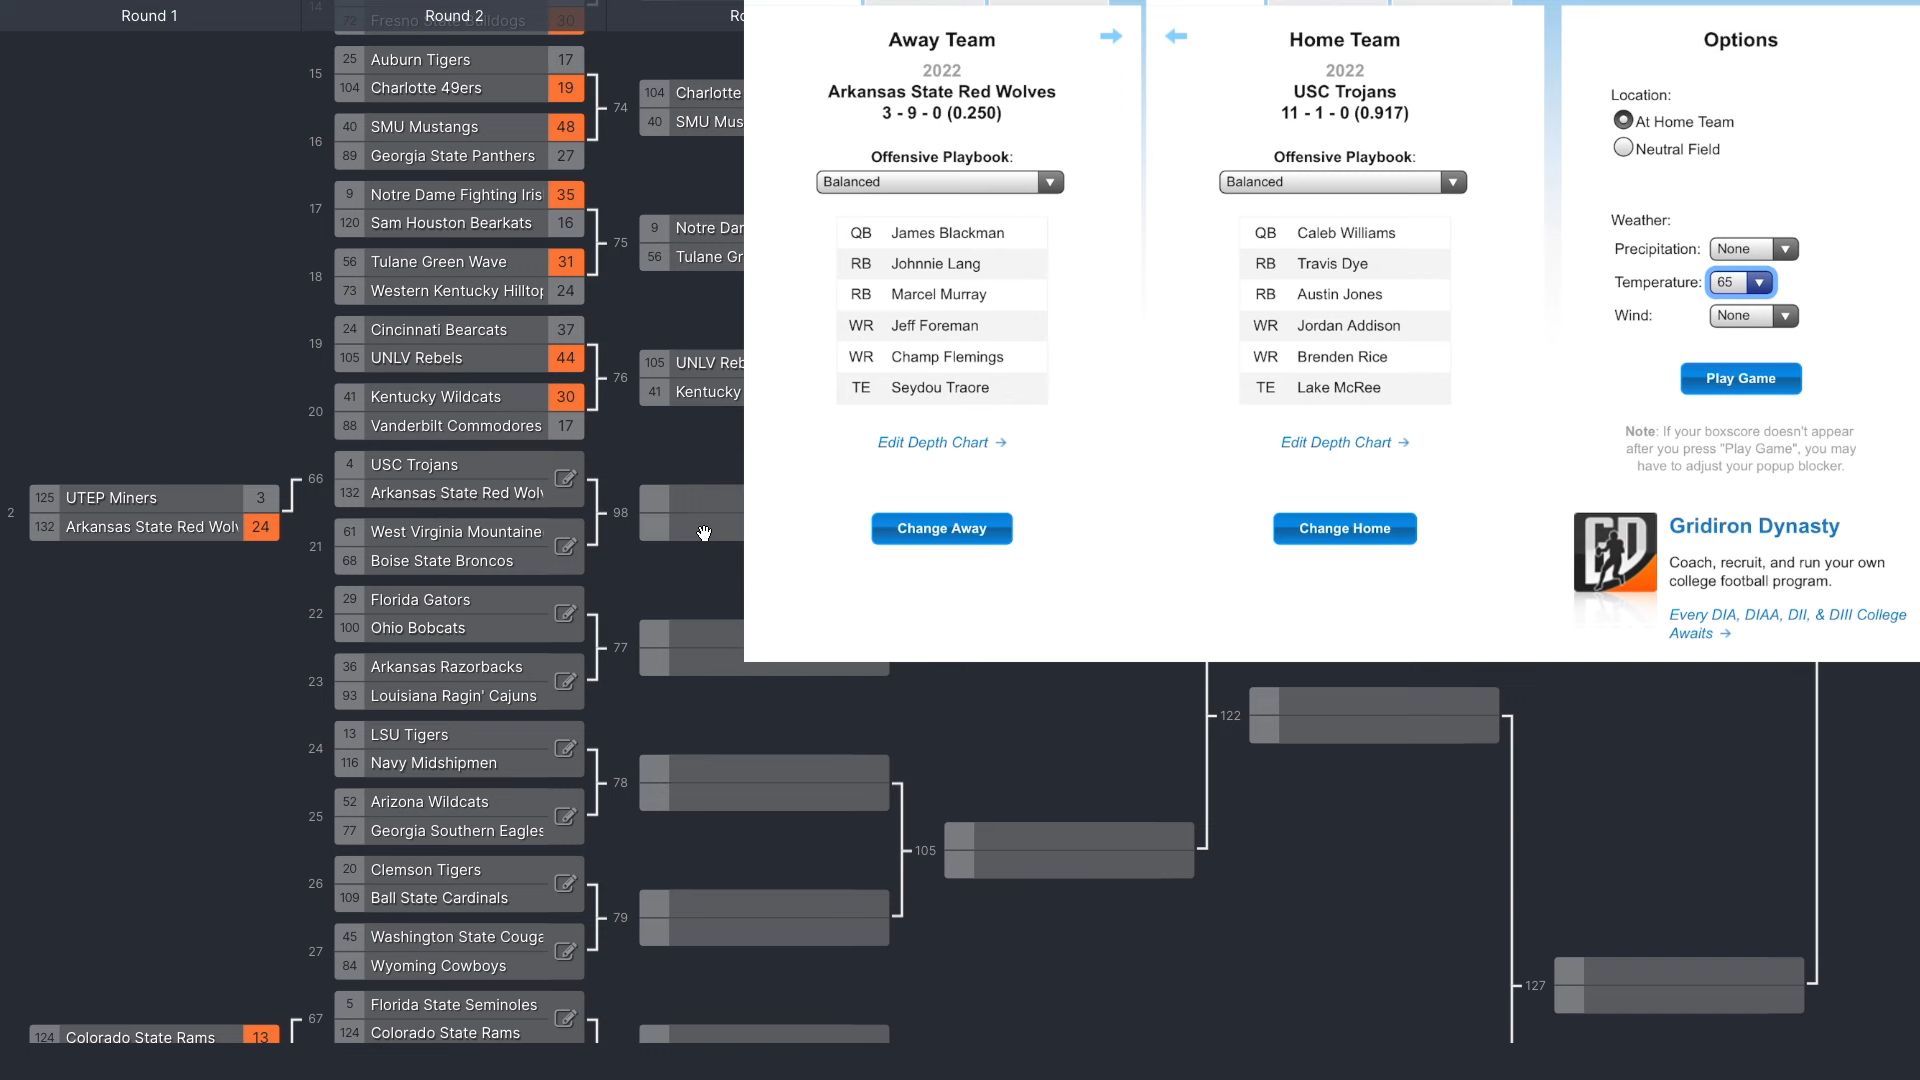 Round 1
Round 2
Ro
14
72 Fresno State Bulldogs 30
15
25 Auburn Tigers 17
104 Charlotte 49ers 19
16
40 SMU Mustangs 48
89 Georgia State Panthers 27
74
104 Charlotte
40 SMU Mus
17
9 Notre Dame Fighting Iris 35
120 Sam Houston Bearkats 16
18
56 Tulane Green Wave 31
73 Western Kentucky Hilltop 24
75
9 Notre Dar
56 Tulane Gr
19
24 Cincinnati Bearcats 37
105 UNLV Rebels 44
20
41 Kentucky Wildcats 30
88 Vanderbilt Commodores 17
76
105 UNLV Reb
41 Kentucky
2
125 UTEP Miners 3
132 Arkansas State Red Wolv 24
66
4 USC Trojans
132 Arkansas State Red Wolv
21
61 West Virginia Mountaine
68 Boise State Broncos
98
22
29 Florida Gators
100 Ohio Bobcats
23
36 Arkansas Razorbacks
93 Louisiana Ragin' Cajuns
77
24
13 LSU Tigers
116 Navy Midshipmen
25
52 Arizona Wildcats
77 Georgia Southern Eagles
78
26
20 Clemson Tigers
109 Ball State Cardinals
27
45 Washington State Couga
84 Wyoming Cowboys
79
105
122
127
124 Colorado State Rams 13
67
5 Florida State Seminoles
124 Colorado State Rams
Away Team
2022
Arkansas State Red Wolves
3 - 9 - 0 (0.250)
Offensive Playbook:
Balanced
QB James Blackman
RB Johnnie Lang
RB Marcel Murray
WR Jeff Foreman
WR Champ Flemings
TE Seydou Traore
Edit Depth Chart →
Change Away
Home Team
2022
USC Trojans
11 - 1 - 0 (0.917)
Offensive Playbook:
Balanced
QB Caleb Williams
RB Travis Dye
RB Austin Jones
WR Jordan Addison
WR Brenden Rice
TE Lake McRee
Edit Depth Chart →
Change Home
Options
Location:
At Home Team
Neutral Field
Weather:
Precipitation: None
Temperature: 65
Wind: None
Play Game
Note: If your boxscore doesn't appear
after you press "Play Game", you may
have to adjust your popup blocker.
GD
Gridiron Dynasty
Coach, recruit, and run your own
college football program.
Every DIA, DIAA, DII, & DIII College
Awaits →